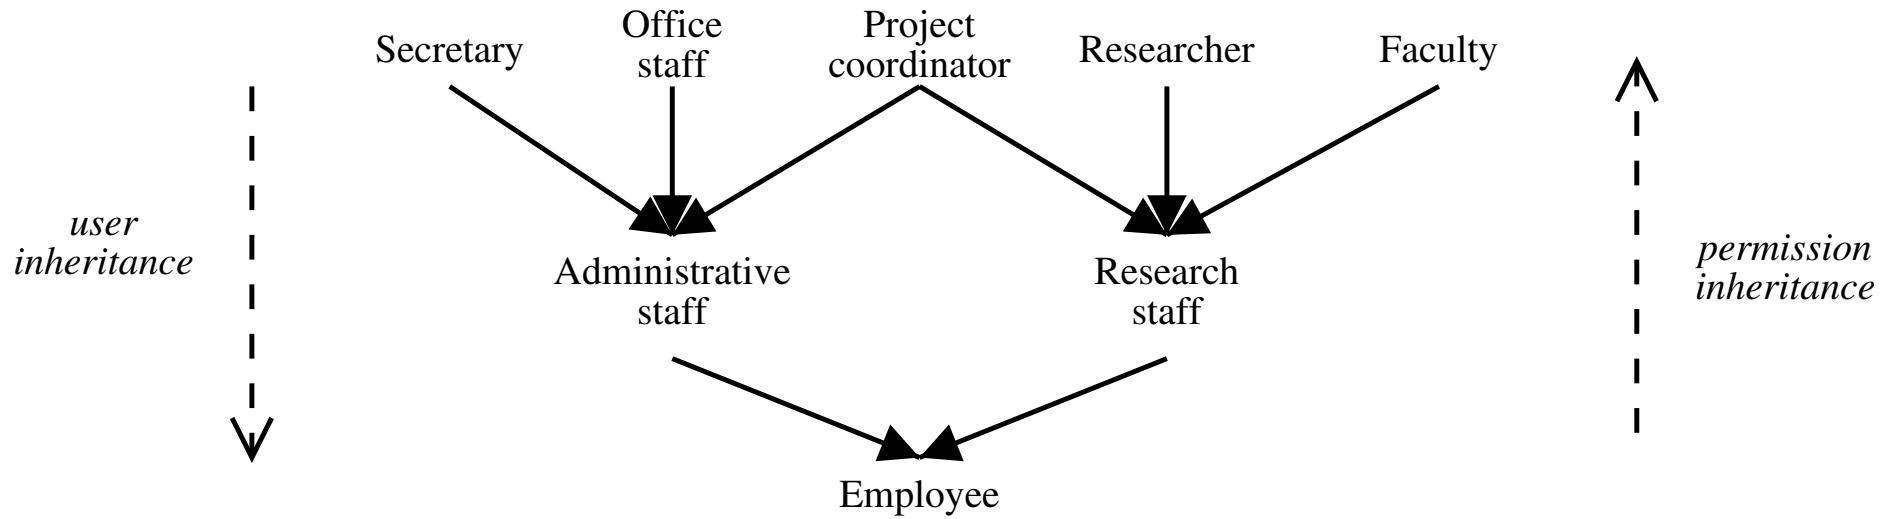 Secretary
Office
staff
Project
coordinator
Researcher
Faculty
user
inheritance
permission
inheritance
Administrative
staff
Research
staff
Employee